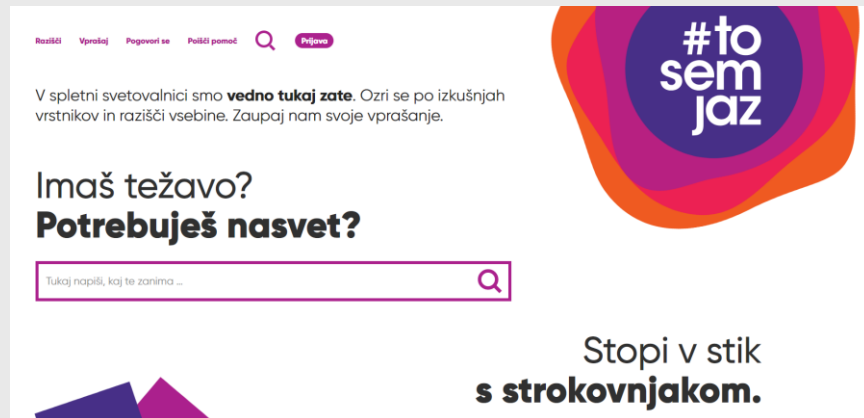 Razišči Vprašaj Pogovori se Poišči pomoč Prijava
#to
sem
jaz
V spletni svetovalnici smo vedno tukaj zate. Ozri se po izkušnjah
vrstnikov in razišči vsebine. Zaupaj nam svoje vprašanje.
Imaš težavo?
Potrebuješ nasvet?
Tukaj napiši, kaj te zanima ...
Stopi v stik
s strokovnjakom.